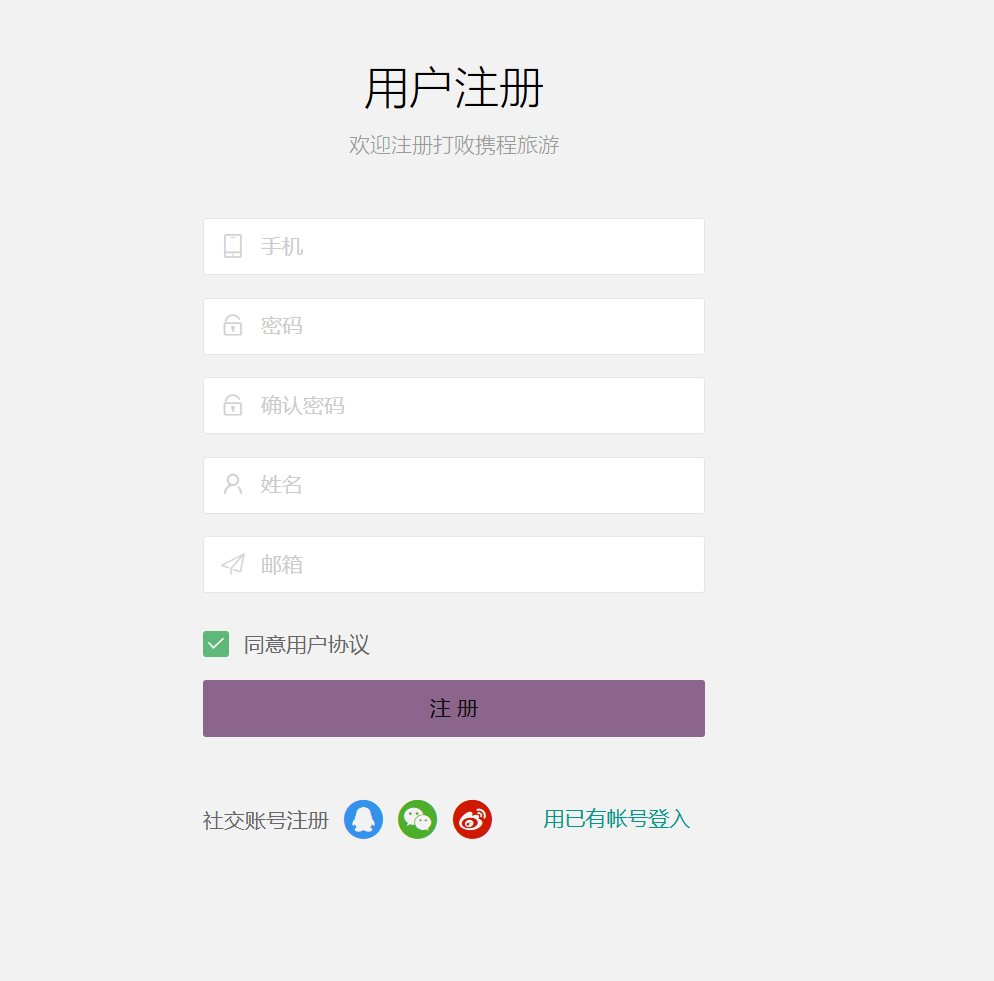 用户注册
欢迎注册打败携程旅游
手机
密码
确认密码
姓名
邮箱
同意用户协议
注 册
社交账号注册
用已有帐号登入